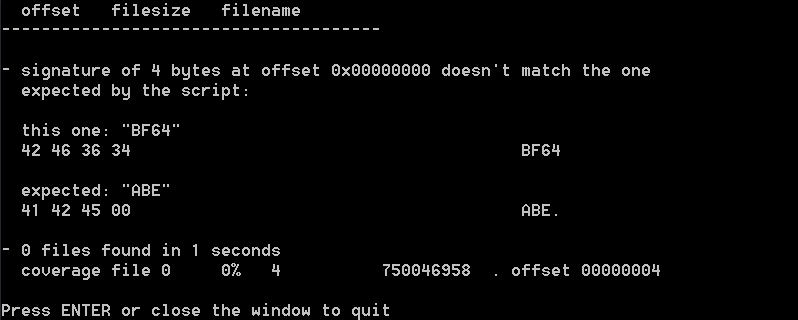 offset   filesize   filename
--------------------------------------
- signature of 4 bytes at offset 0x00000000 doesn't match the one
expected by the script:
this one: "BF64"
42 46 36 34                                       BF64
expected: "ABE"
41 42 45 00                                       ABE.
- 0 files found in 1 seconds
coverage file 0     0%   4          750046958  . offset 00000004
Press ENTER or close the window to quit